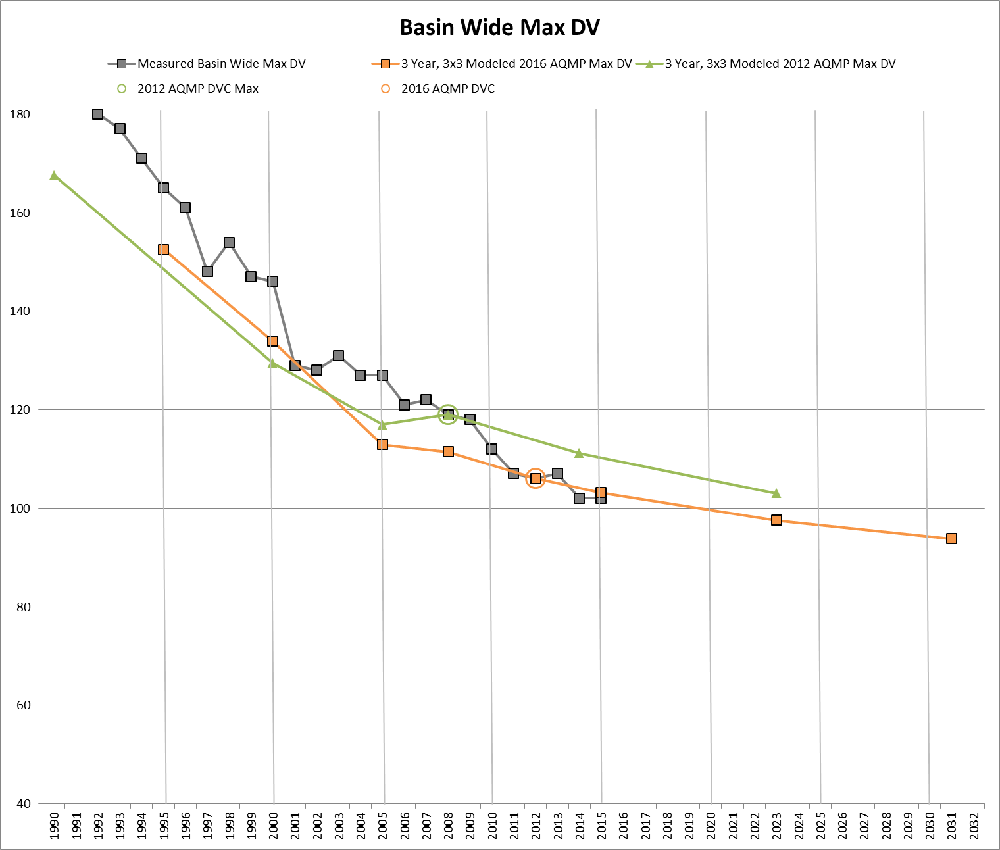 Basin Wide Max DV
Measured Basin Wide Max DV 3 Year, 3x3 Modeled 2016 AQMP Max DV 3 Year, 3x3 Modeled 2012 AQMP Max DV
2012 AQMP DVC Max 2016 AQMP DVC
180
160
140
120
100
80
60
40
1990 1991 1992 1993 1994 1995 1996 1997 1998 1999 2000 2001 2002 2003 2004 2005 2006 2007 2008 2009 2010 2011 2012 2013 2014 2015 2016 2017 2018 2019 2020 2021 2022 2023 2024 2025 2026 2027 2028 2029 2030 2031 2032